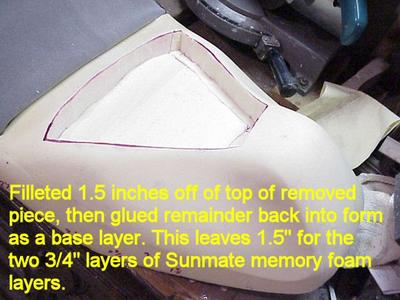 Filleted 1.5 inches off of top of removed
piece, then glued remainder back into form
as a base layer. This leaves 1.5" for the
two 3/4" layers of Sunmate memory foam
layers.